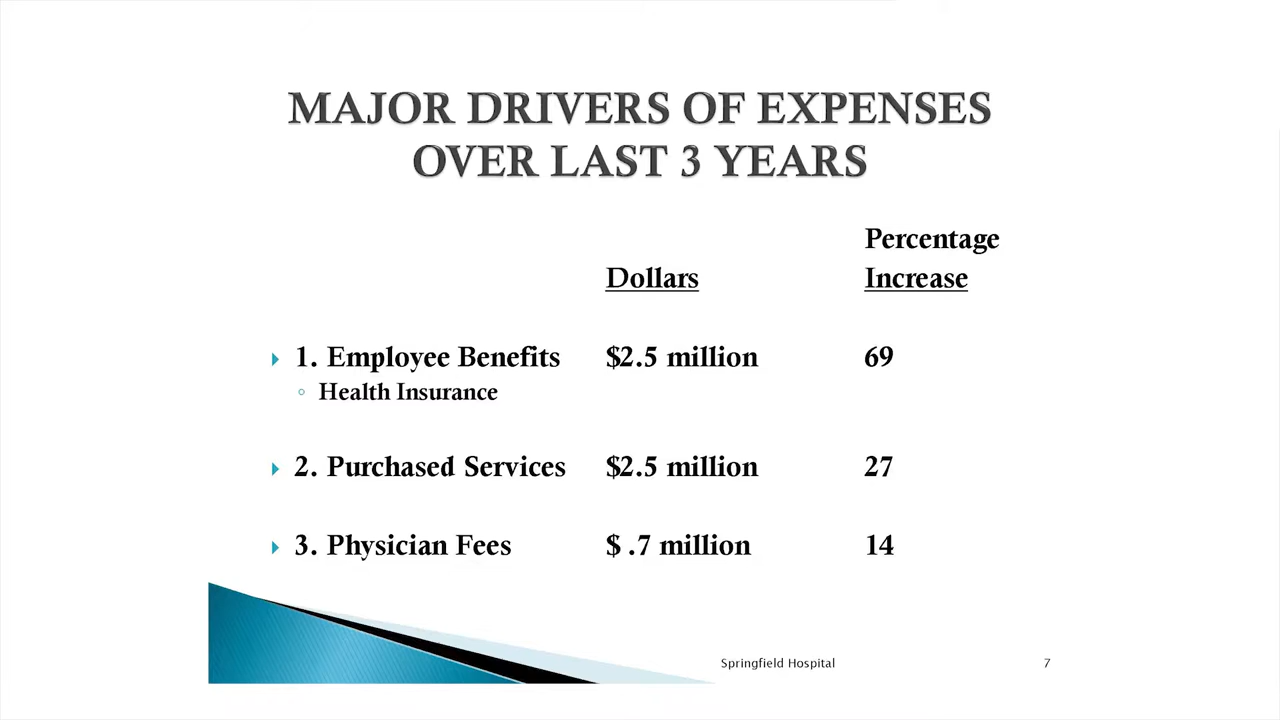 MAJOR DRIVERS OF EXPENSES
OVER LAST 3 YEARS
Percentage
Dollars Increase
1. Employee Benefits $2.5 million 69
Health Insurance
2. Purchased Services $2.5 million 27
3. Physician Fees $ .7 million 14
Springfield Hospital 7